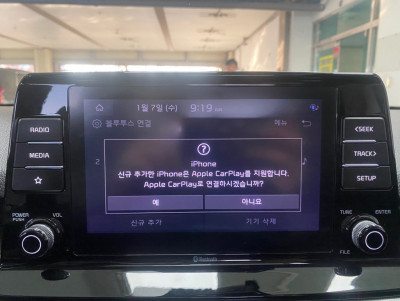 1월 7일 (수) 9:19 AM
블루투스 연결 메뉴
RADIO
MEDIA
<SEEK
TRACK>
SETUP
2
?
iPhone
신규 추가한 iPhone은 Apple CarPlay를 지원합니다.
Apple CarPlay로 연결하시겠습니까?
예 아니요
신규 추가 기기 삭제
POWER
PUSH
VOL
TUNE
ENTER
FILE
Bluetooth